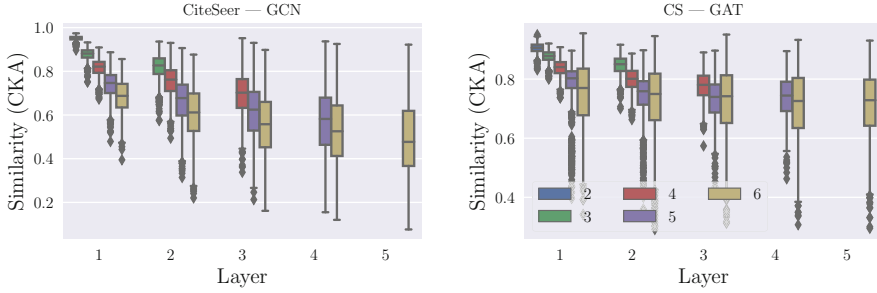 CiteSeer — GCN
1.0
0.8
0.6
0.4
0.2
Similarity (CKA)
1 2 3 4 5
Layer
CS — GAT
0.8
0.6
0.4
Similarity (CKA)
2 4 6
3 5
1 2 3 4 5
Layer